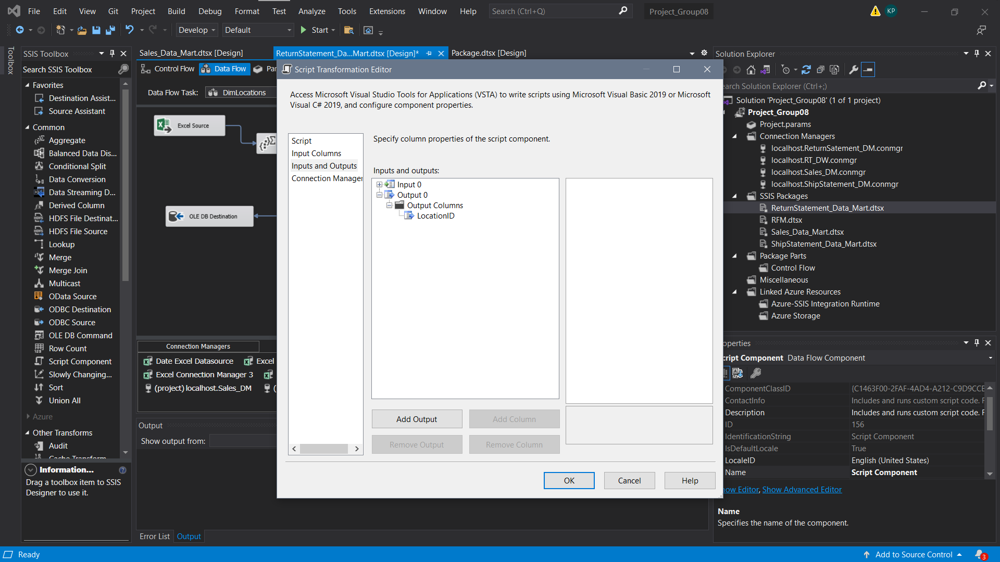 File Edit View Git Project Build Debug Format Test Analyze Tools Extensions Window Help Search (Ctrl+Q) Project_Group08 KP
Develop Default Start
Toolbox
SSIS Toolbox
Search SSIS Toolbox
Favorites
Destination Assist...
Source Assistant
Common
Aggregate
Balanced Data Dis...
Conditional Split
Data Conversion
Data Streaming D...
Derived Column
HDFS File Destinat...
HDFS File Source
Lookup
Merge
Merge Join
Multicast
OData Source
ODBC Destination
ODBC Source
OLE DB Command
Row Count
Script Component
Slowly Changing...
Sort
Union All
Azure
Other Transforms
Audit
Cache Transform
Information...
Drag a toolbox item to SSIS
Designer to use it.
Sales_Data_Mart.dtsx [Design] ReturnStatement_Da...Mart.dtsx [Design]* Package.dtsx [Design]
Control Flow Data Flow Par
Data Flow Task: DimLocations
Excel Source
OLE DB Destination
Connection Managers
Date Excel Datasource Excel
Excel Connection Manager 3
(project) localhost.Sales_DM (
Output
Show output from:
Error List Output
Script Transformation Editor
Access Microsoft Visual Studio Tools for Applications (VSTA) to write scripts using Microsoft Visual Basic 2019 or Microsoft
Visual C# 2019, and configure component properties.
Script
Input Columns
Inputs and Outputs
Connection Manager
Specify column properties of the script component.
Inputs and outputs:
Input 0
Output 0
Output Columns
LocationID
Add Output Add Column
Remove Output Remove Column
OK Cancel Help
Solution Explorer
earch Solution Explorer (Ctrl+;)
Solution 'Project_Group08' (1 of 1 project)
Project_Group08
Project.params
Connection Managers
localhost.ReturnSatement_DM.conmgr
localhost.RT_DW.conmgr
localhost.Sales_DM.conmgr
localhost.ShipStatement_DM.conmgr
SSIS Packages
ReturnStatement_Data_Mart.dtsx
RFM.dtsx
Sales_Data_Mart.dtsx
ShipStatement_Data_Mart.dtsx
Package Parts
Control Flow
Miscellaneous
Linked Azure Resources
Azure-SSIS Integration Runtime
Azure Storage
operties
cript Component Data Flow Component
ComponentClassID {C1463F00-2FAF-4AD4-A212-C9D9CCE
ContactInfo Includes and runs custom script code. F
Description Includes and runs custom script code. F
ID 156
IdentificationString Script Component
IsDefaultLocale True
LocaleID English (United States)
Name Script Component
how Editor, Show Advanced Editor
Name
Specifies the name of the component.
Ready Add to Source Control 3